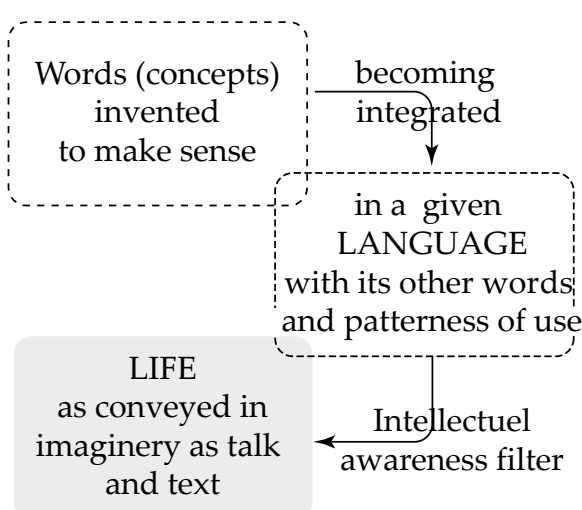 Words (concepts)
invented
to make sense
becoming
integrated
in a given
LANGUAGE
with its other words
and patterness of use
Intellectuel
awareness filter
LIFE
as conveyed in
imaginery as talk
and text